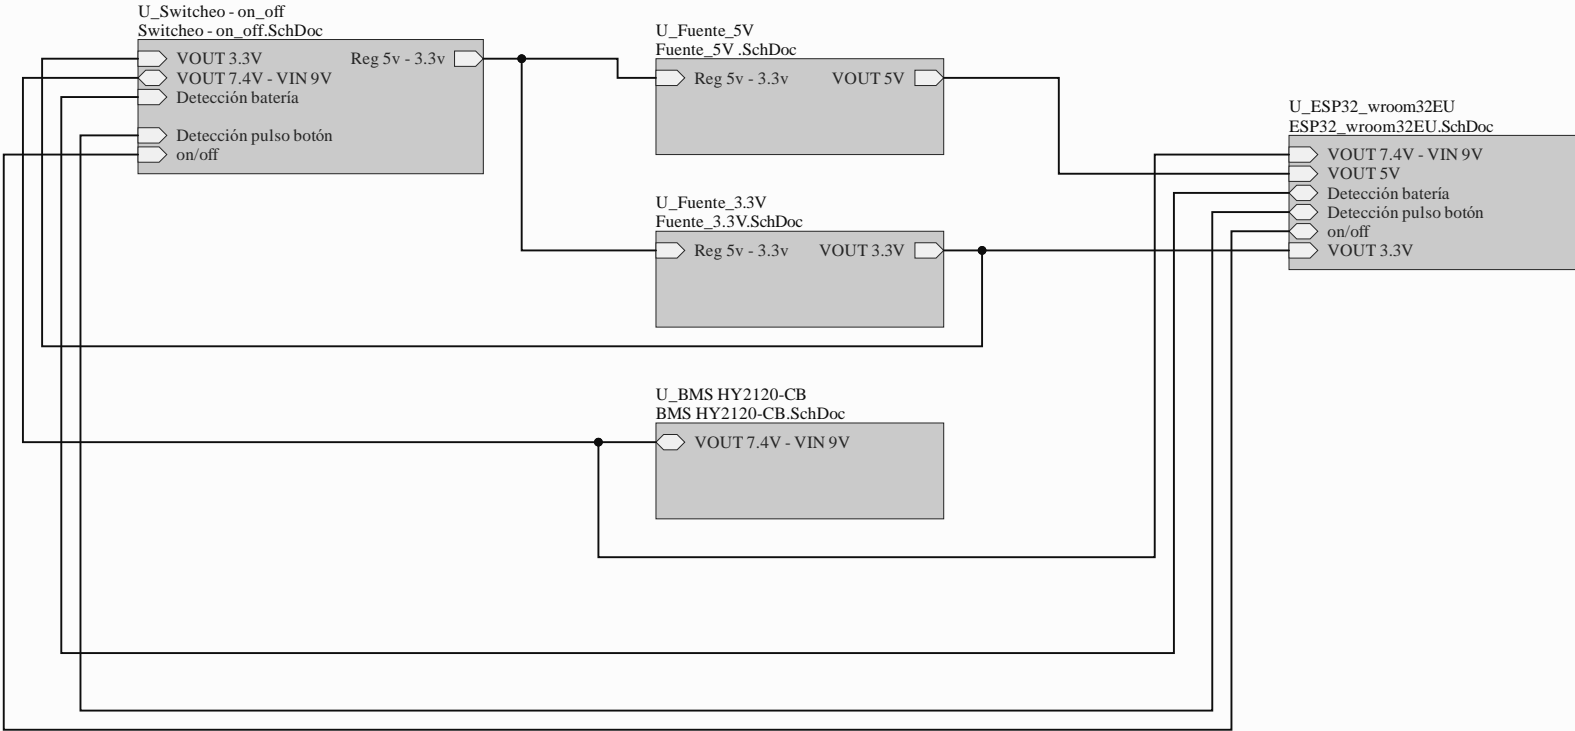 U_Switcheo - on_off
Switcheo - on_off.SchDoc
VOUT 3.3V
Reg 5v - 3.3v
VOUT 7.4V - VIN 9V
Detección batería
Detección pulso botón
on/off
U_Fuente_5V
Fuente_5V .SchDoc
Reg 5v - 3.3v
VOUT 5V
U_Fuente_3.3V
Fuente_3.3V.SchDoc
Reg 5v - 3.3v
VOUT 3.3V
U_BMS HY2120-CB
BMS HY2120-CB.SchDoc
VOUT 7.4V - VIN 9V
U_ESP32_wroom32EU
ESP32_wroom32EU.SchDoc
VOUT 7.4V - VIN 9V
VOUT 5V
Detección batería
Detección pulso botón
on/off
VOUT 3.3V